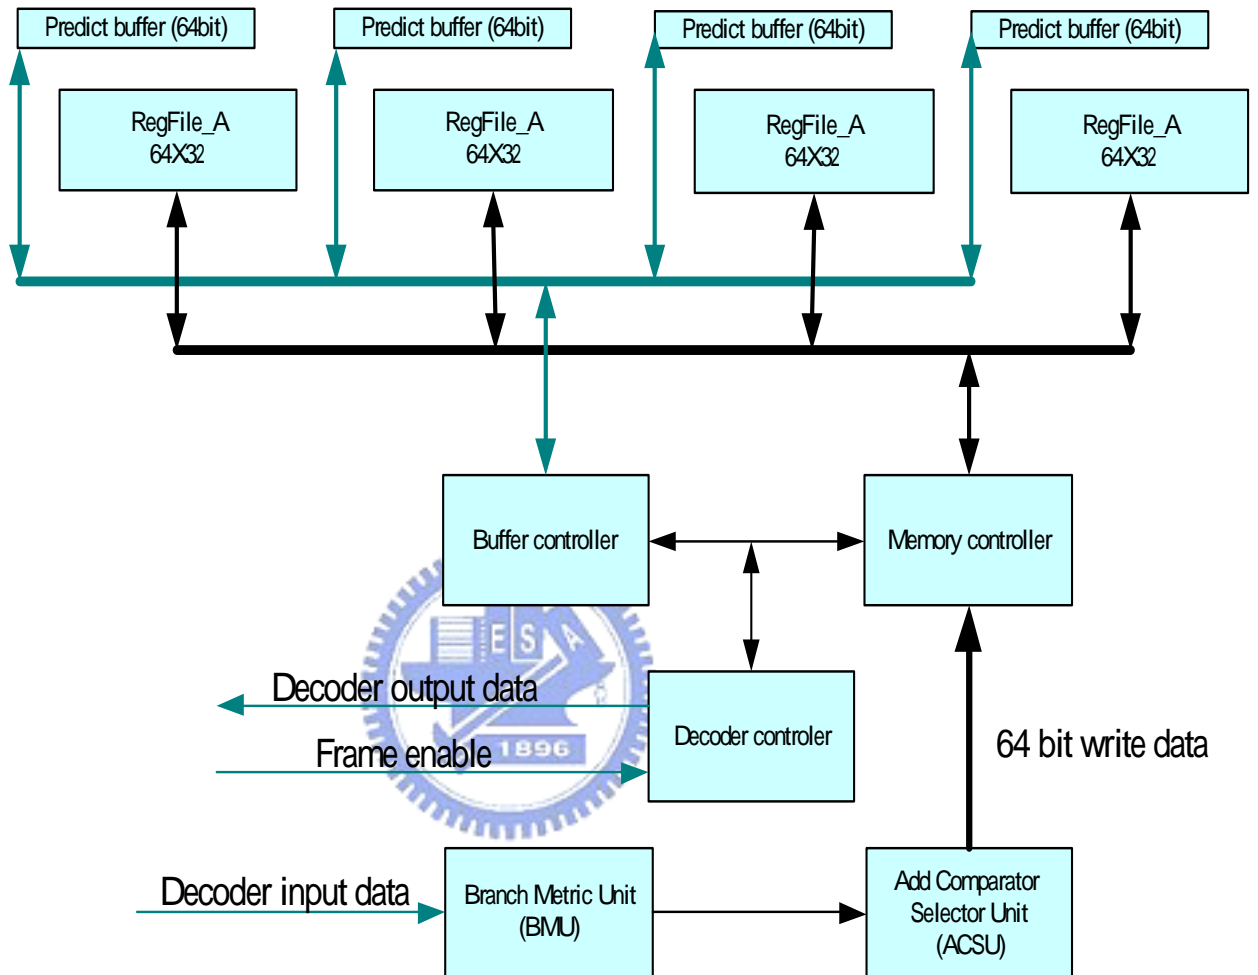 Predict buffer (64bit)
Predict buffer (64bit)
Predict buffer (64bit)
Predict buffer (64bit)
RegFile_A
64X32
RegFile_A
64X32
RegFile_A
64X32
RegFile_A
64X32
Buffer controller
Memory controller
E S A
Decoder output data
Decoder controler
64 bit write data
1896
Frame enable
Decoder input data
Branch Metric Unit
(BMU)
Add Comparator
Selector Unit
(ACSU)